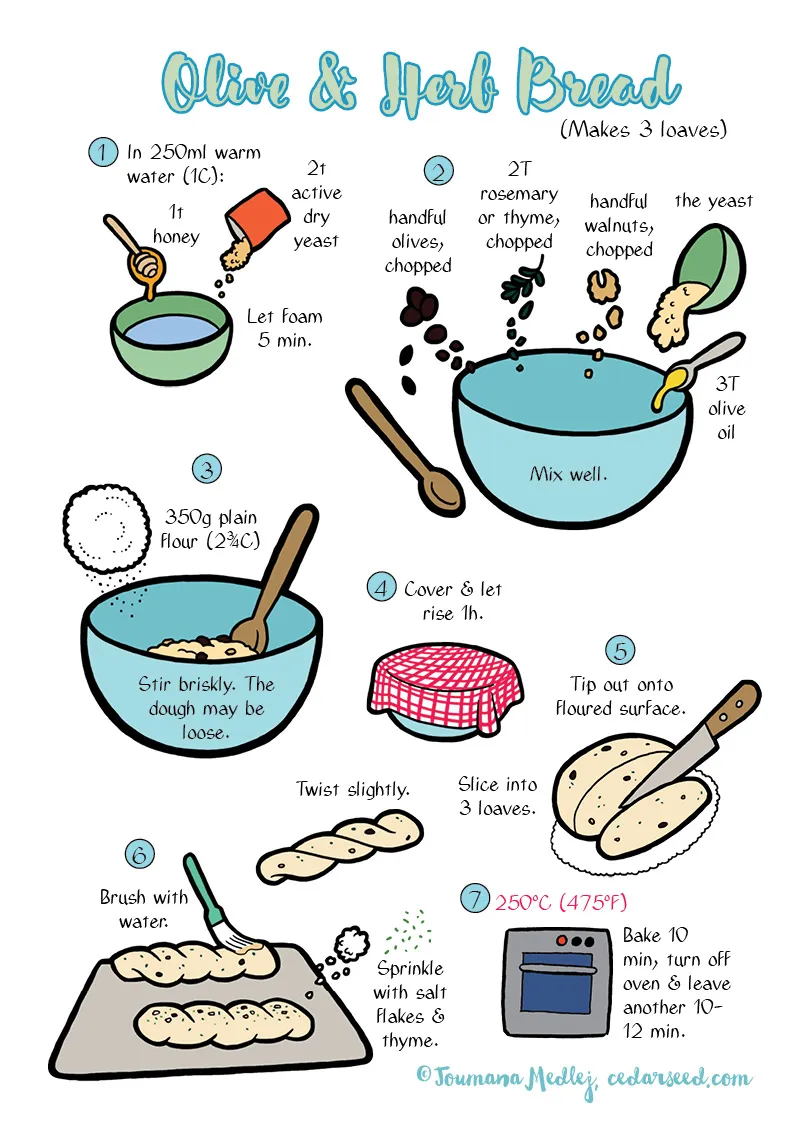 Olive & Herb Bread
(Makes 3 loaves)
1
In 250ml warm
water (1C):
1t
honey
2t
active
dry
yeast
Let foam
5 min.
2
handful
olives,
chopped
2T
rosemary
or thyme,
chopped
handful
walnuts,
chopped
the yeast
3T
olive
oil
Mix well.
3
350g plain
flour (2¾C)
Stir briskly. The
dough may be
loose.
4
Cover & let
rise 1h.
5
Tip out onto
floured surface.
Slice into
3 loaves.
Twist slightly.
6
Brush with
water.
Sprinkle
with salt
flakes &
thyme.
7
250°C (475°F)
Bake 10
min, turn off
oven & leave
another 10-
12 min.
©Joumana Medlej, cedarseed.com